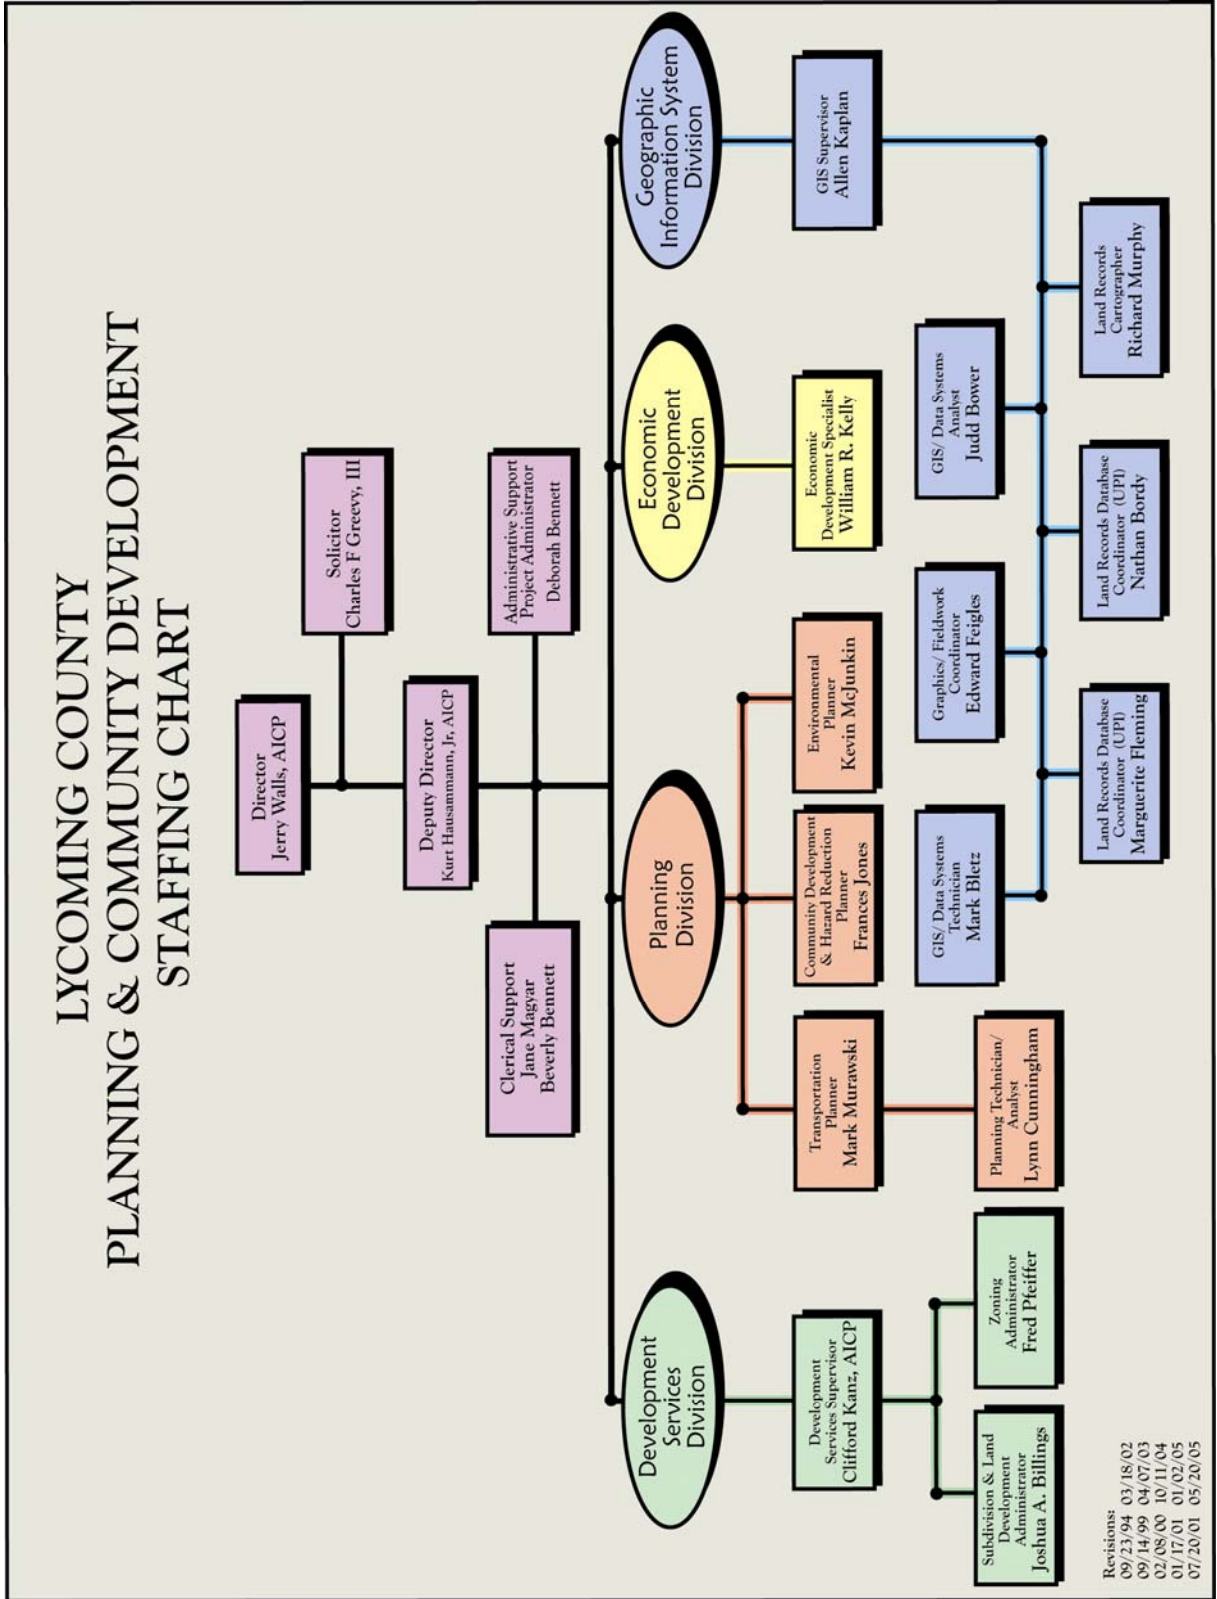 LYCOMING COUNTY
PLANNING & COMMUNITY DEVELOPMENT
STAFFING CHART
Director
Jerry Walls, AICP
Solicitor
Charles F Greevy, III
Deputy Director
Kurt Hausammann, Jr, AICP
Clerical Support
Jane Magyar
Beverly Bennett
Administrative Support
Project Administrator
Deborah Bennett
Development
Services
Division
Planning
Division
Economic
Development
Division
Geographic
Information System
Division
Development
Services Supervisor
Clifford Kanz, AICP
Transportation
Planner
Mark Murawski
Community Development
& Hazard Reduction
Planner
Frances Jones
Environmental
Planner
Kevin McJunkin
Economic
Development Specialist
William R. Kelly
GIS Supervisor
Allen Kaplan
Subdivision & Land
Development
Administrator
Joshua A. Billings
Zoning
Administrator
Fred Pfeiffer
Planning Technician/
Analyst
Lynn Cunningham
GIS/ Data Systems
Technician
Mark Bletz
Graphics/ Fieldwork
Coordinator
Edward Feigles
GIS/ Data Systems
Analyst
Judd Bower
Land Records Database
Coordinator (UPI)
Marguerite Fleming
Land Records Database
Coordinator (UPI)
Nathan Bordy
Land Records
Cartographer
Richard Murphy
Revisions:
09/23/94 03/18/02
09/14/99 04/07/03
02/08/00 10/11/04
01/17/01 01/02/05
07/20/01 05/20/05